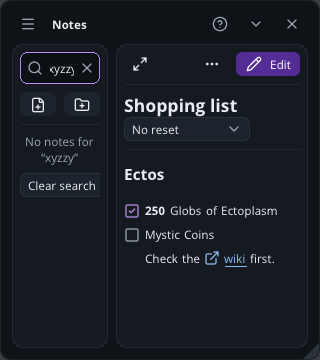 Notes
xyzzy
Edit
No notes for
“xyzzy”
Clear search
Shopping list
No reset
Ectos
250 Globs of Ectoplasm
Mystic Coins
Check the wiki first.